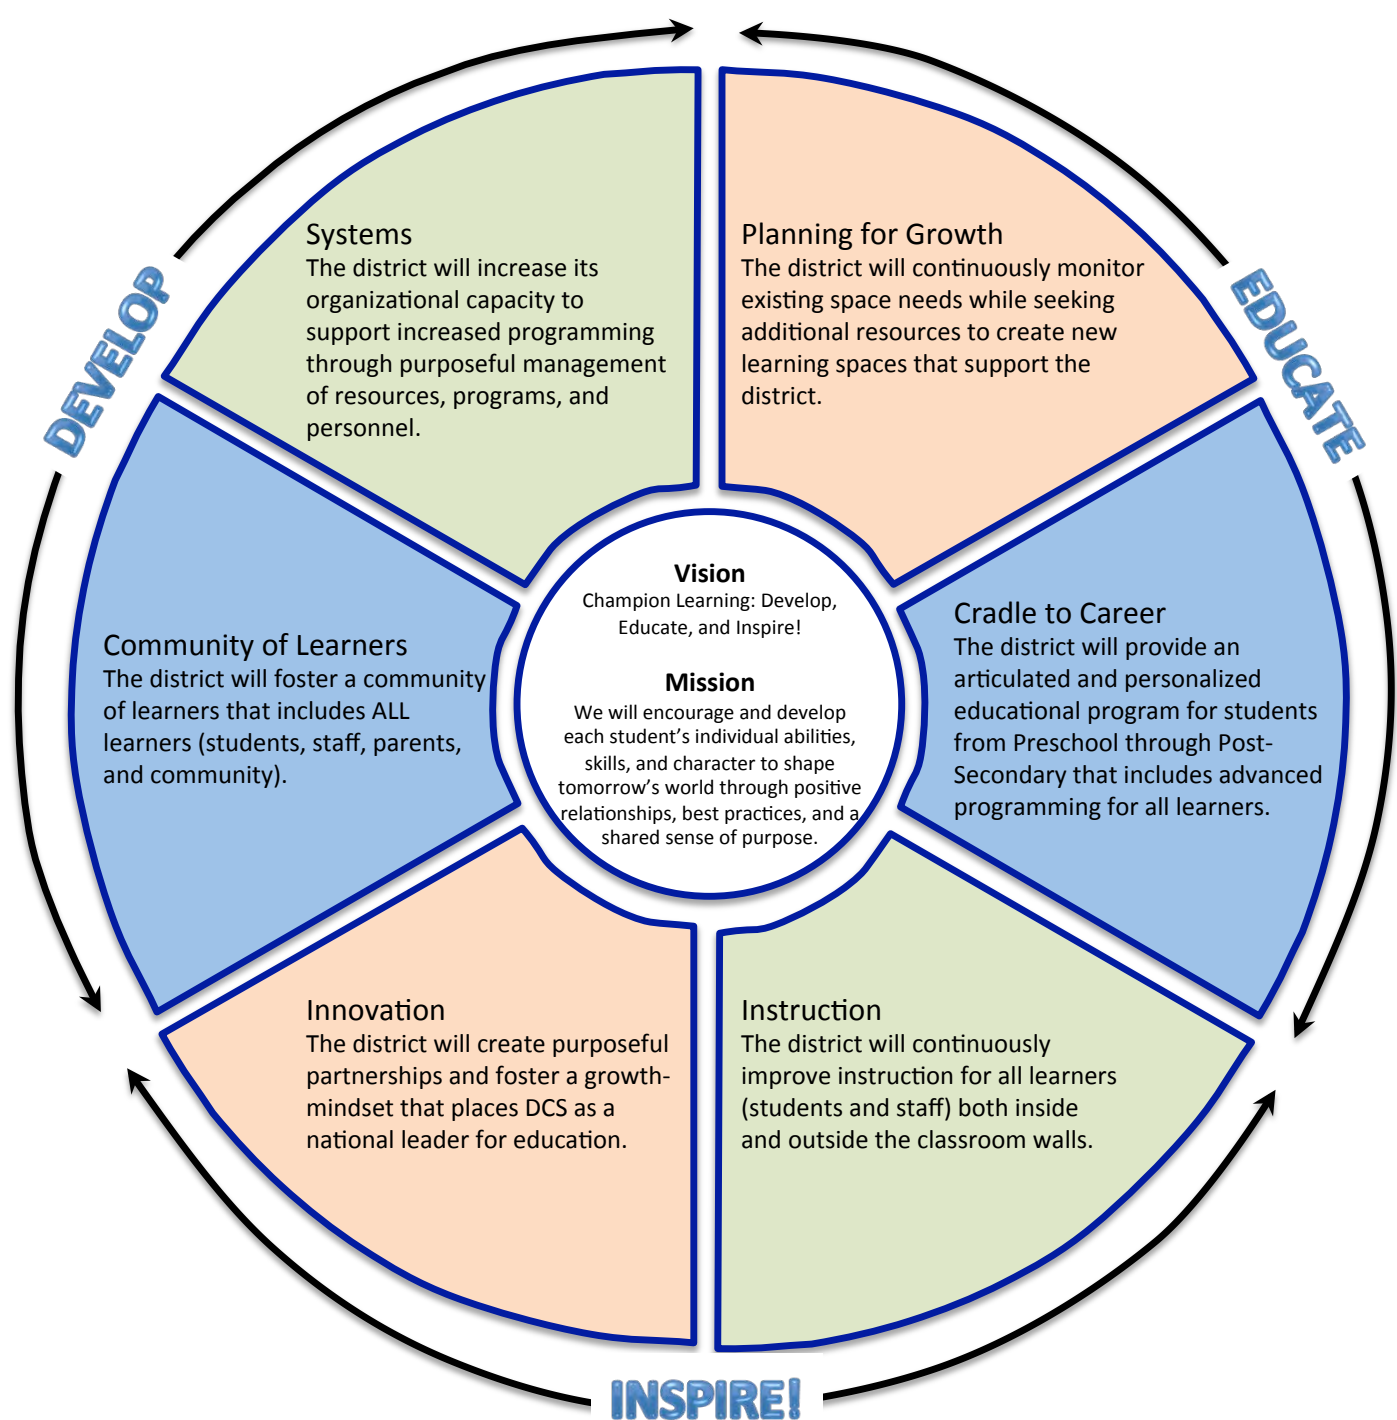 DEVELOP
EDUCATE
Systems
The district will increase its
organizational capacity to
support increased programming
through purposeful management
of resources, programs, and
personnel.
Planning for Growth
The district will continuously monitor
existing space needs while seeking
additional resources to create new
learning spaces that support the
district.
Community of Learners
The district will foster a community
of learners that includes ALL
learners (students, staff, parents,
and community).
Vision
Champion Learning: Develop,
Educate, and Inspire!
Mission
We will encourage and develop
each student’s individual abilities,
skills, and character to shape
tomorrow’s world through positive
relationships, best practices, and a
shared sense of purpose.
Cradle to Career
The district will provide an
articulated and personalized
educational program for students
from Preschool through Post-
Secondary that includes advanced
programming for all learners.
Innovation
The district will create purposeful
partnerships and foster a growth-
mindset that places DCS as a
national leader for education.
Instruction
The district will continuously
improve instruction for all learners
(students and staff) both inside
and outside the classroom walls.
INSPIRE!